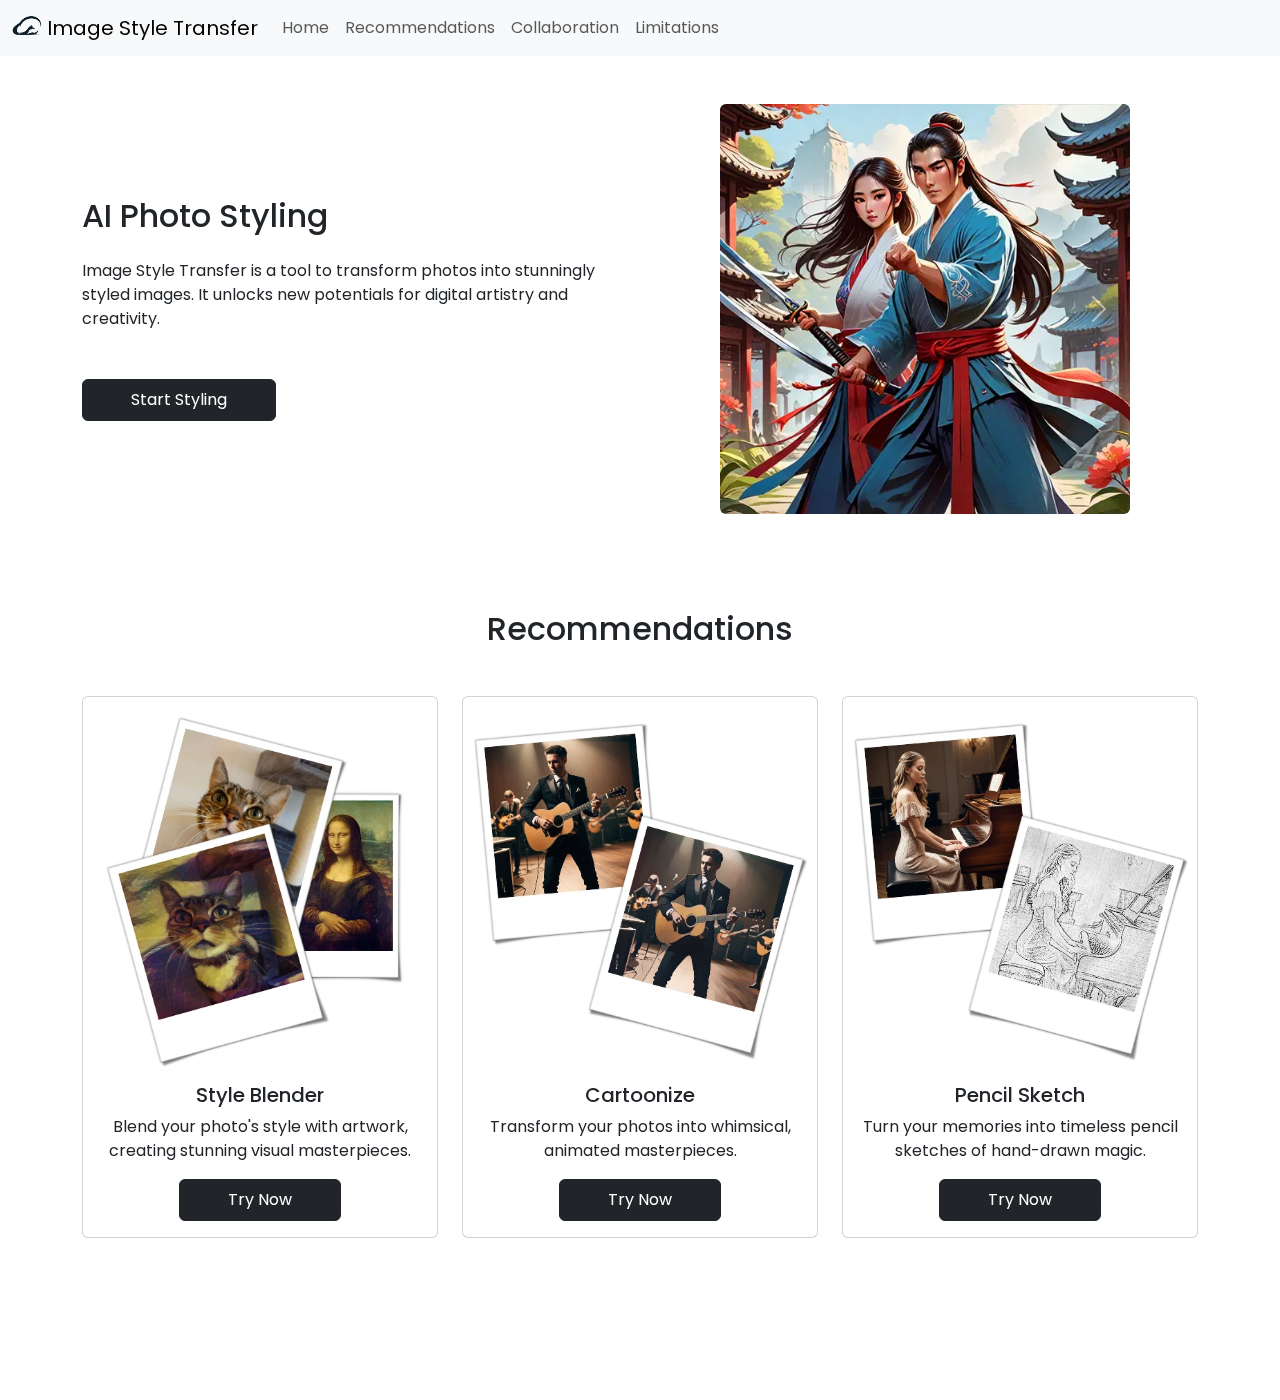 Image Style Transfer Home Recommendations Collaboration Limitations
AI Photo Styling
Image Style Transfer is a tool to transform photos into stunningly
styled images. It unlocks new potentials for digital artistry and
creativity.
Start Styling
Recommendations
Style Blender
Blend your photo's style with artwork,
creating stunning visual masterpieces.
Try Now
Cartoonize
Transform your photos into whimsical,
animated masterpieces.
Try Now
Pencil Sketch
Turn your memories into timeless pencil
sketches of hand-drawn magic.
Try Now